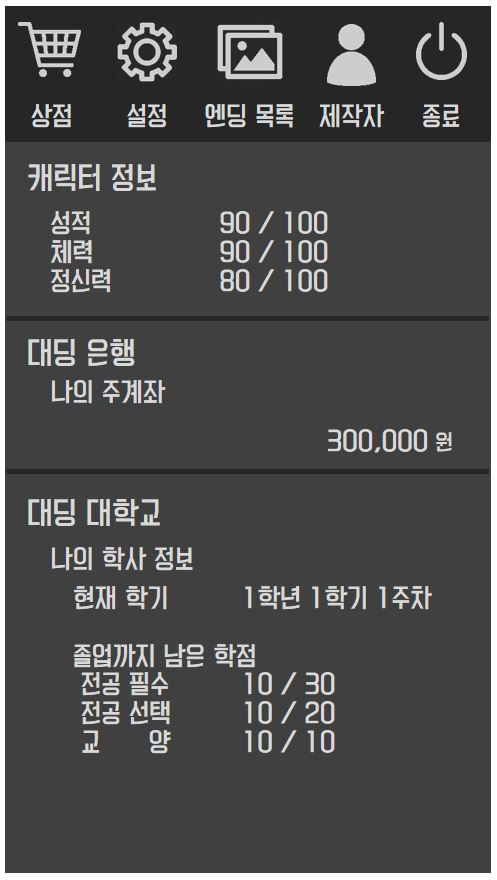 상점 설정 엔딩 목록 제작자 종료
캐릭터 정보
성적 90 / 100
체력 90 / 100
정신력 80 / 100
대딩 은행
나의 주계좌
300,000 원
대딩 대학교
나의 학사 정보
현재 학기 1학년 1학기 1주차
졸업까지 남은 학점
전공 필수 10 / 30
전공 선택 10 / 20
교 양 10 / 10